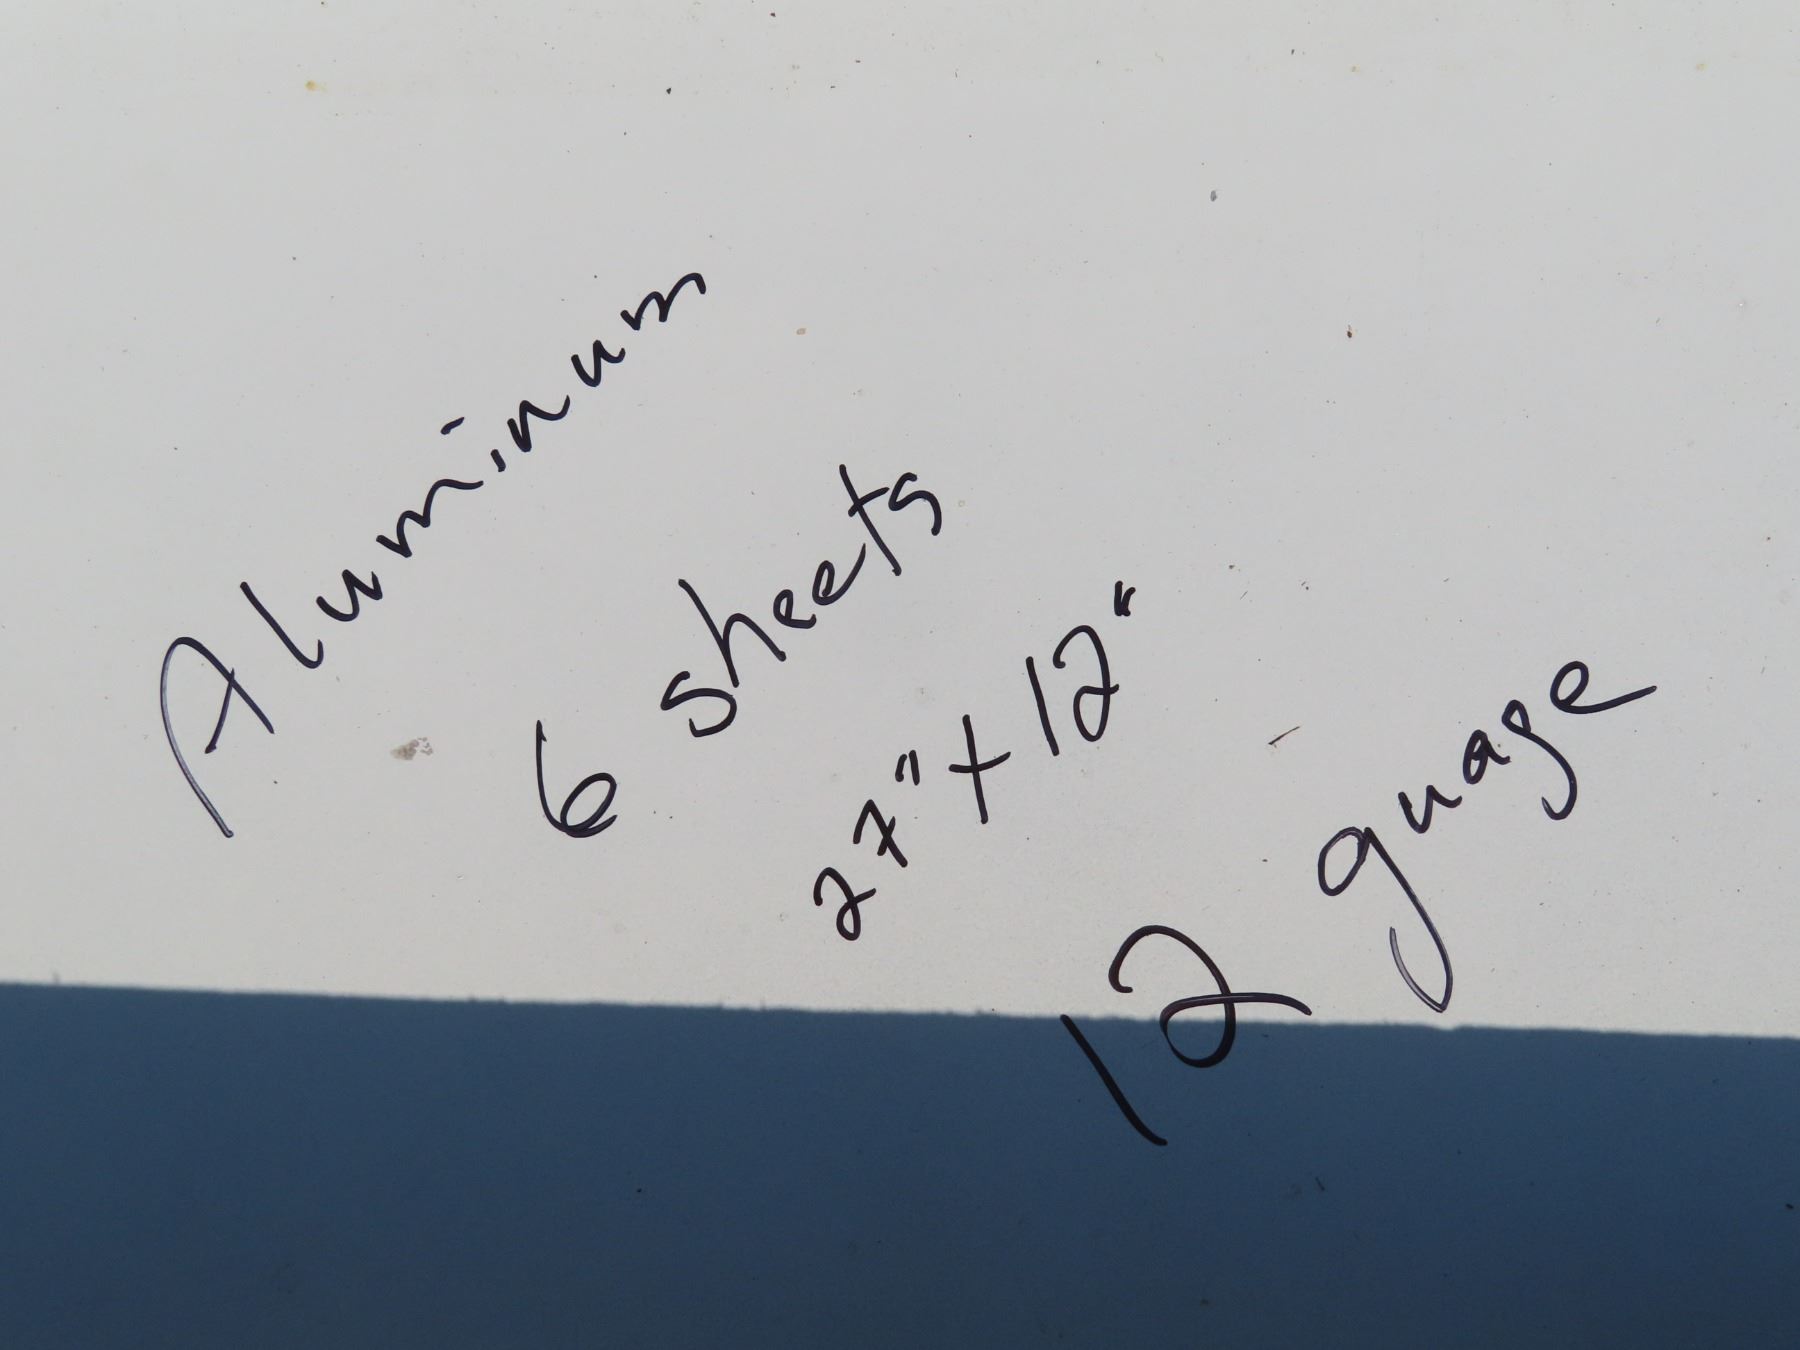 Aluminum
6 sheets
27" x 12"
12 guage